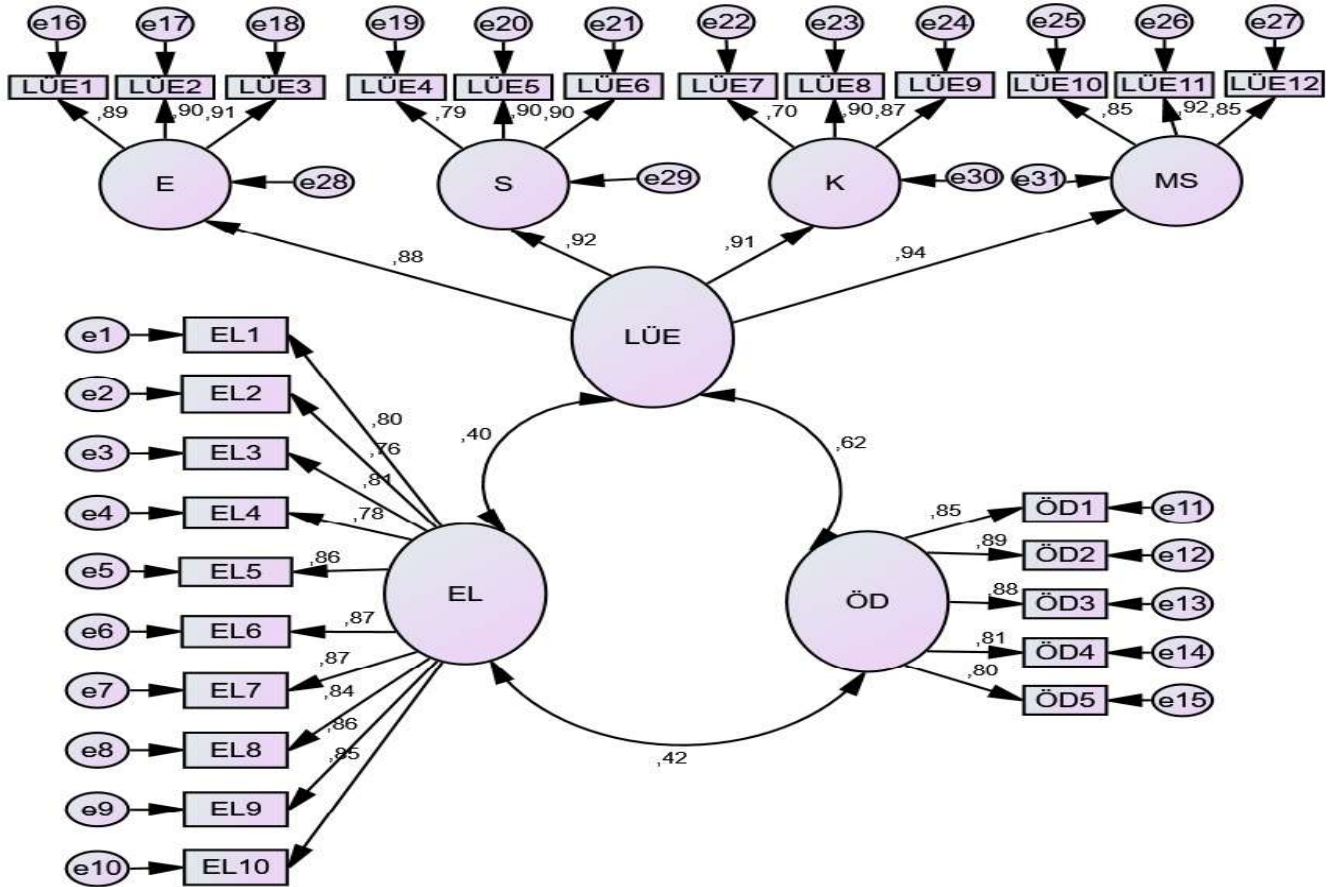 e16 e17 e18 e19 e20 e21 e22 e23 e24 e25 e26 e27
LÜE1 LÜE2 LÜE3 LÜE4 LÜE5 LÜE6 LÜE7 LÜE8 LÜE9 LÜE10 LÜE11 LÜE12
,89 ,90 ,91 ,79 ,90 ,90 ,70 ,90 ,87 ,85 ,92 ,85
E e28 S e29 K e30 e31 MS
,88 ,92 ,91 ,94
LÜE
e1 EL1
e2 EL2
e3 EL3
e4 EL4
e5 EL5
e6 EL6
e7 EL7
e8 EL8
e9 EL9
e10 EL10
,80
,76
,81
,78
,86
,87
,87
,84
,86
,85
EL
,40
,62
,42
ÖD
,85 ÖD1 e11
,89 ÖD2 e12
,88 ÖD3 e13
,81 ÖD4 e14
,80 ÖD5 e15